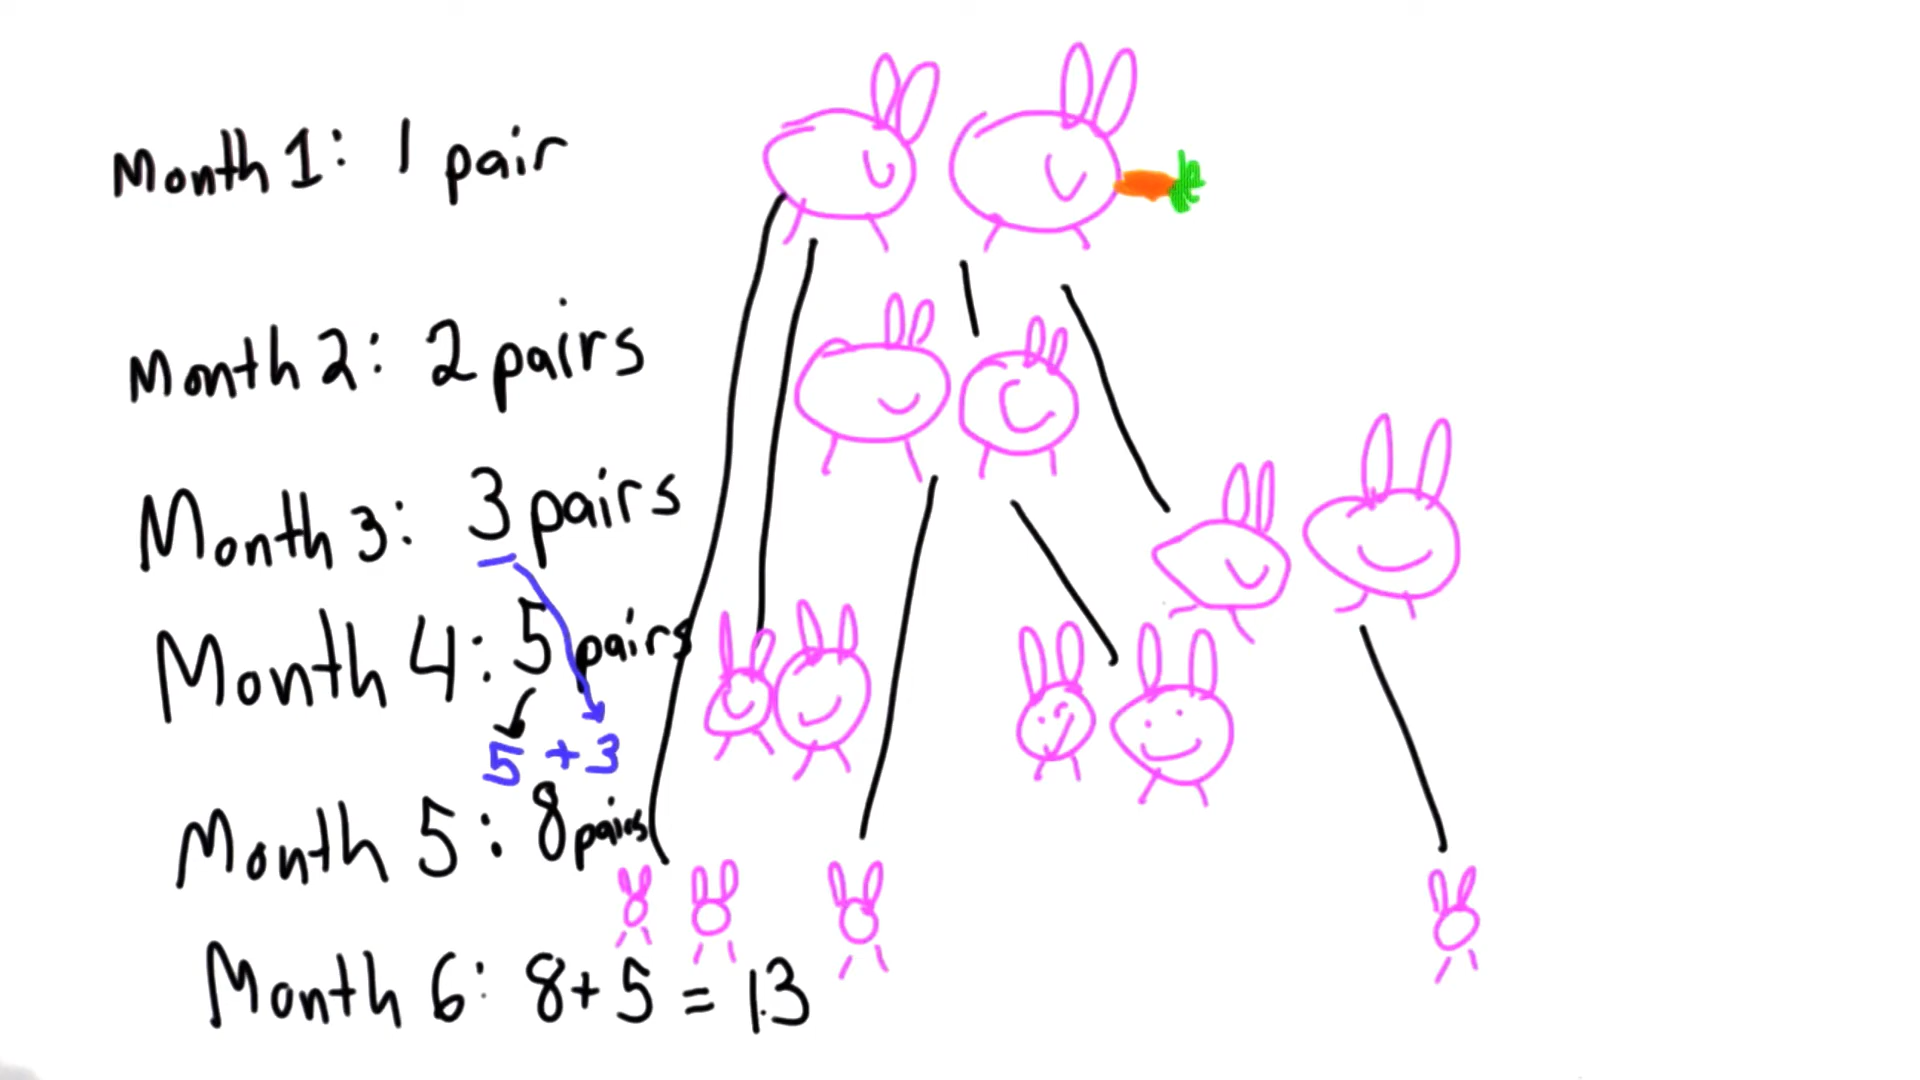 Month 1: 1 pair
Month 2: 2 pairs
Month 3: 3 pairs
Month 4: 5 pairs
5 + 3
Month 5: 8 pairs
Month 6: 8 + 5 = 13